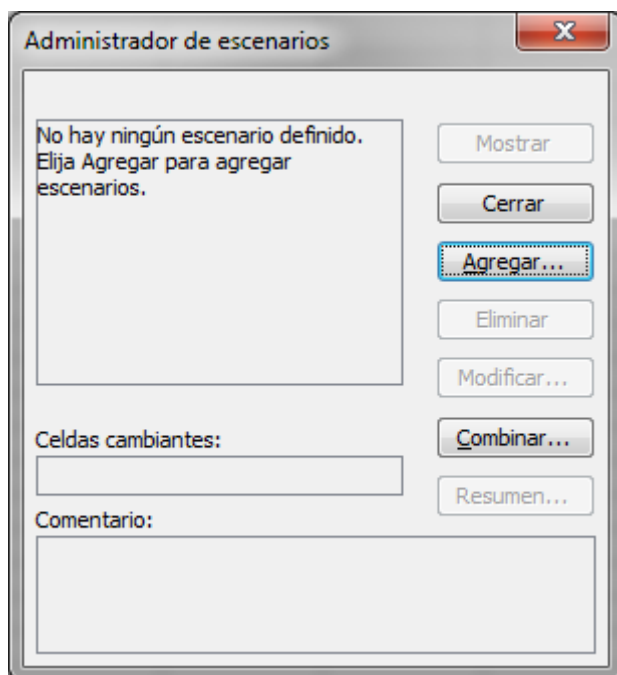 Administrador de escenarios
No hay ningún escenario definido.
Elija Agregar para agregar
escenarios.
Mostrar
Cerrar
Agregar...
Eliminar
Modificar...
Celdas cambiantes:
Combinar...
Resumen...
Comentario: